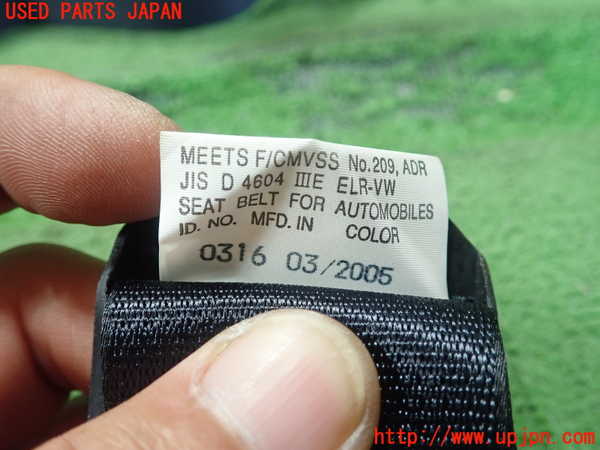 USED PARTS JAPAN
MEETS F/CMVSS No.209, ADR
JIS D 4604 IIIE ELR-VW
SEAT BELT FOR AUTOMOBILES
ID. NO. MFD. IN COLOR
0316 03/2005
http://www.upjpn.com/